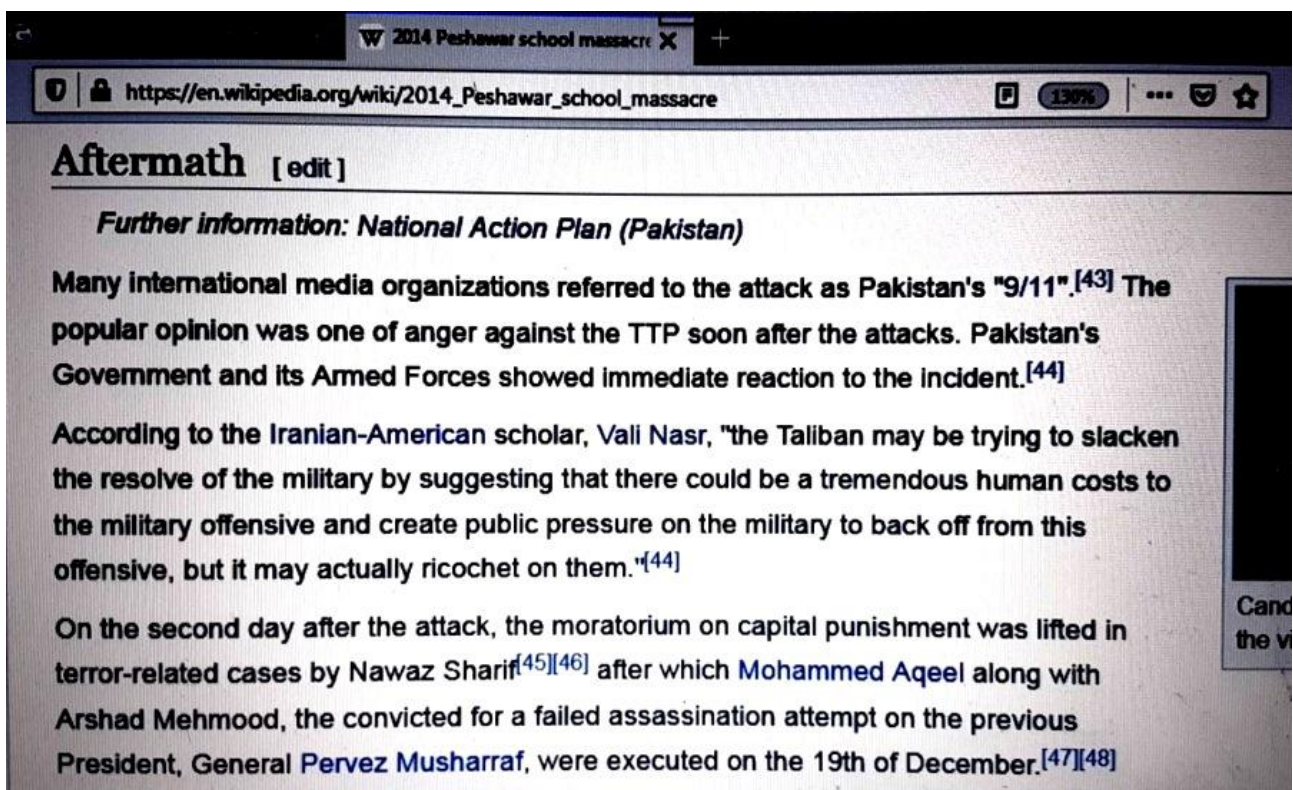 2014 Peshawar school massacre
https://en.wikipedia.org/wiki/2014_Peshawar_school_massacre
130%
Aftermath [ edit ]
Further information: National Action Plan (Pakistan)
Many international media organizations referred to the attack as Pakistan's "9/11".[43] The
popular opinion was one of anger against the TTP soon after the attacks. Pakistan's
Government and its Armed Forces showed immediate reaction to the incident.[44]
According to the Iranian-American scholar, Vali Nasr, "the Taliban may be trying to slacken
the resolve of the military by suggesting that there could be a tremendous human costs to
the military offensive and create public pressure on the military to back off from this
offensive, but it may actually ricochet on them."[44]
On the second day after the attack, the moratorium on capital punishment was lifted in
terror-related cases by Nawaz Sharif[45][46] after which Mohammed Aqeel along with
Arshad Mehmood, the convicted for a failed assassination attempt on the previous
President, General Pervez Musharraf, were executed on the 19th of December.[47][48]
Cand
the vi